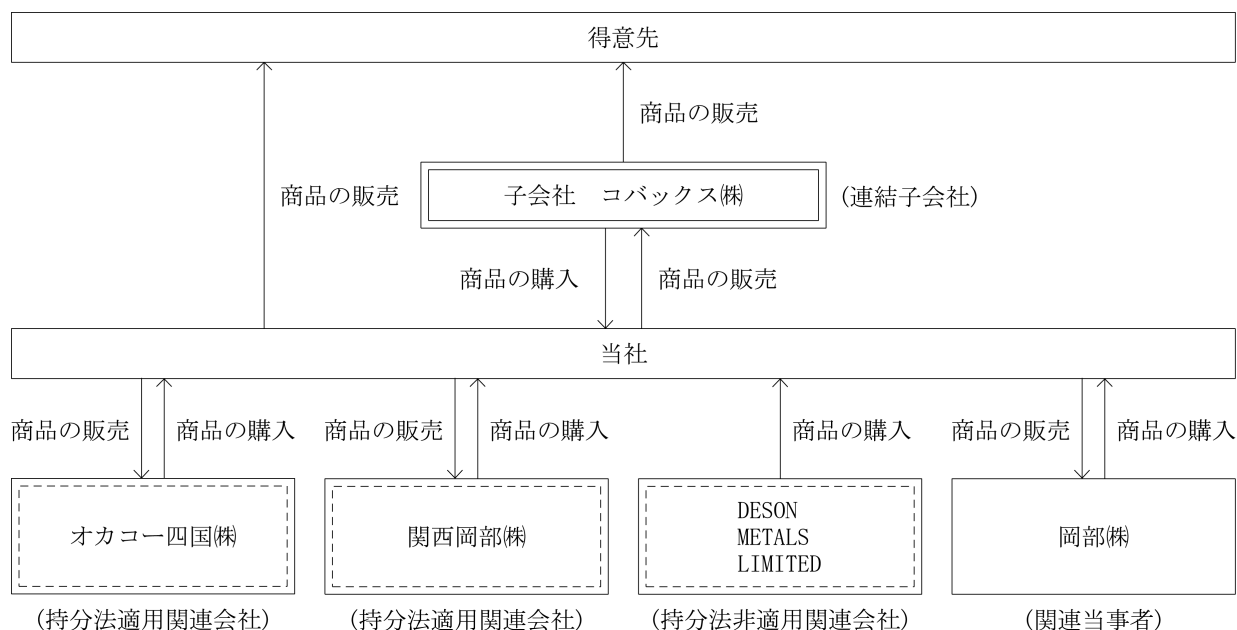 得意先
商品の販売
商品の販売
子会社　コバックス㈱
(連結子会社)
商品の購入
商品の販売
当社
商品の販売
商品の購入
商品の販売
商品の購入
商品の購入
商品の販売
商品の購入
オカコー四国㈱
関西岡部㈱
DESON
METALS
LIMITED
岡部㈱
(持分法適用関連会社)
(持分法適用関連会社)
(持分法非適用関連会社)
(関連当事者)